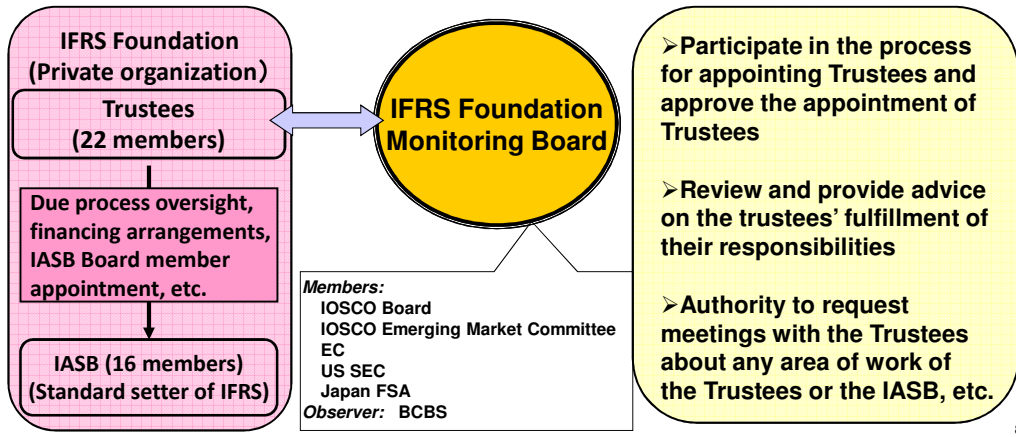 IFRS Foundation
(Private organization）
Trustees
(22 members)
Due process oversight,
financing arrangements,
IASB Board member
appointment, etc.
IASB (16 members)
(Standard setter of IFRS)
IFRS Foundation
Monitoring Board
Members:
IOSCO Board
IOSCO Emerging Market Committee
EC
US SEC
Japan FSA
Observer: BCBS
➢Participate in the process
for appointing Trustees and
approve the appointment of
Trustees
➢Review and provide advice
on the trustees’ fulfillment of
their responsibilities
➢Authority to request
meetings with the Trustees
about any area of work of
the Trustees or the IASB, etc.